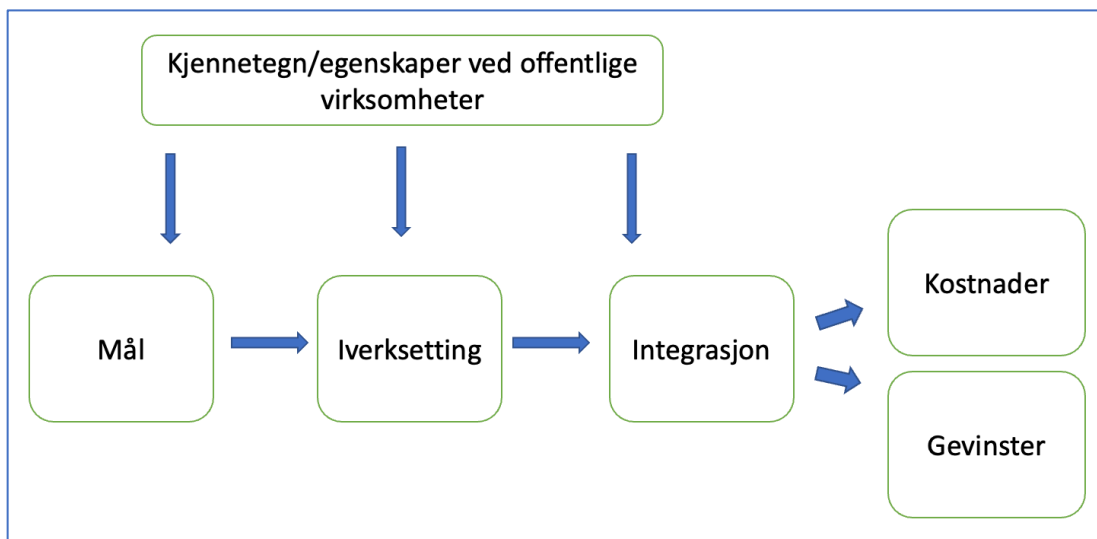 Kjennetegn/egenskaper ved offentlige
virksomheter
Mål
Iverksetting
Integrasjon
Kostnader
Gevinster